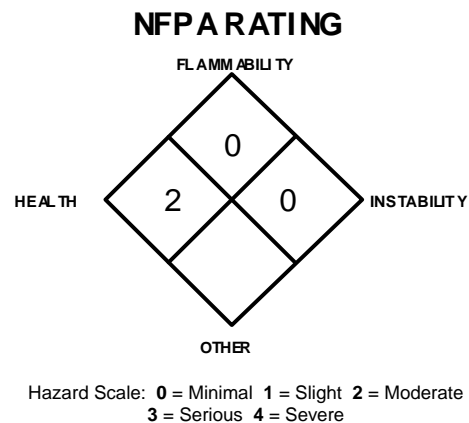 NFPA RATING
FLAMMABILITY
0
HEALTH 2 0 INSTABILITY
OTHER
Hazard Scale: 0 = Minimal 1 = Slight 2 = Moderate
3 = Serious 4 = Severe